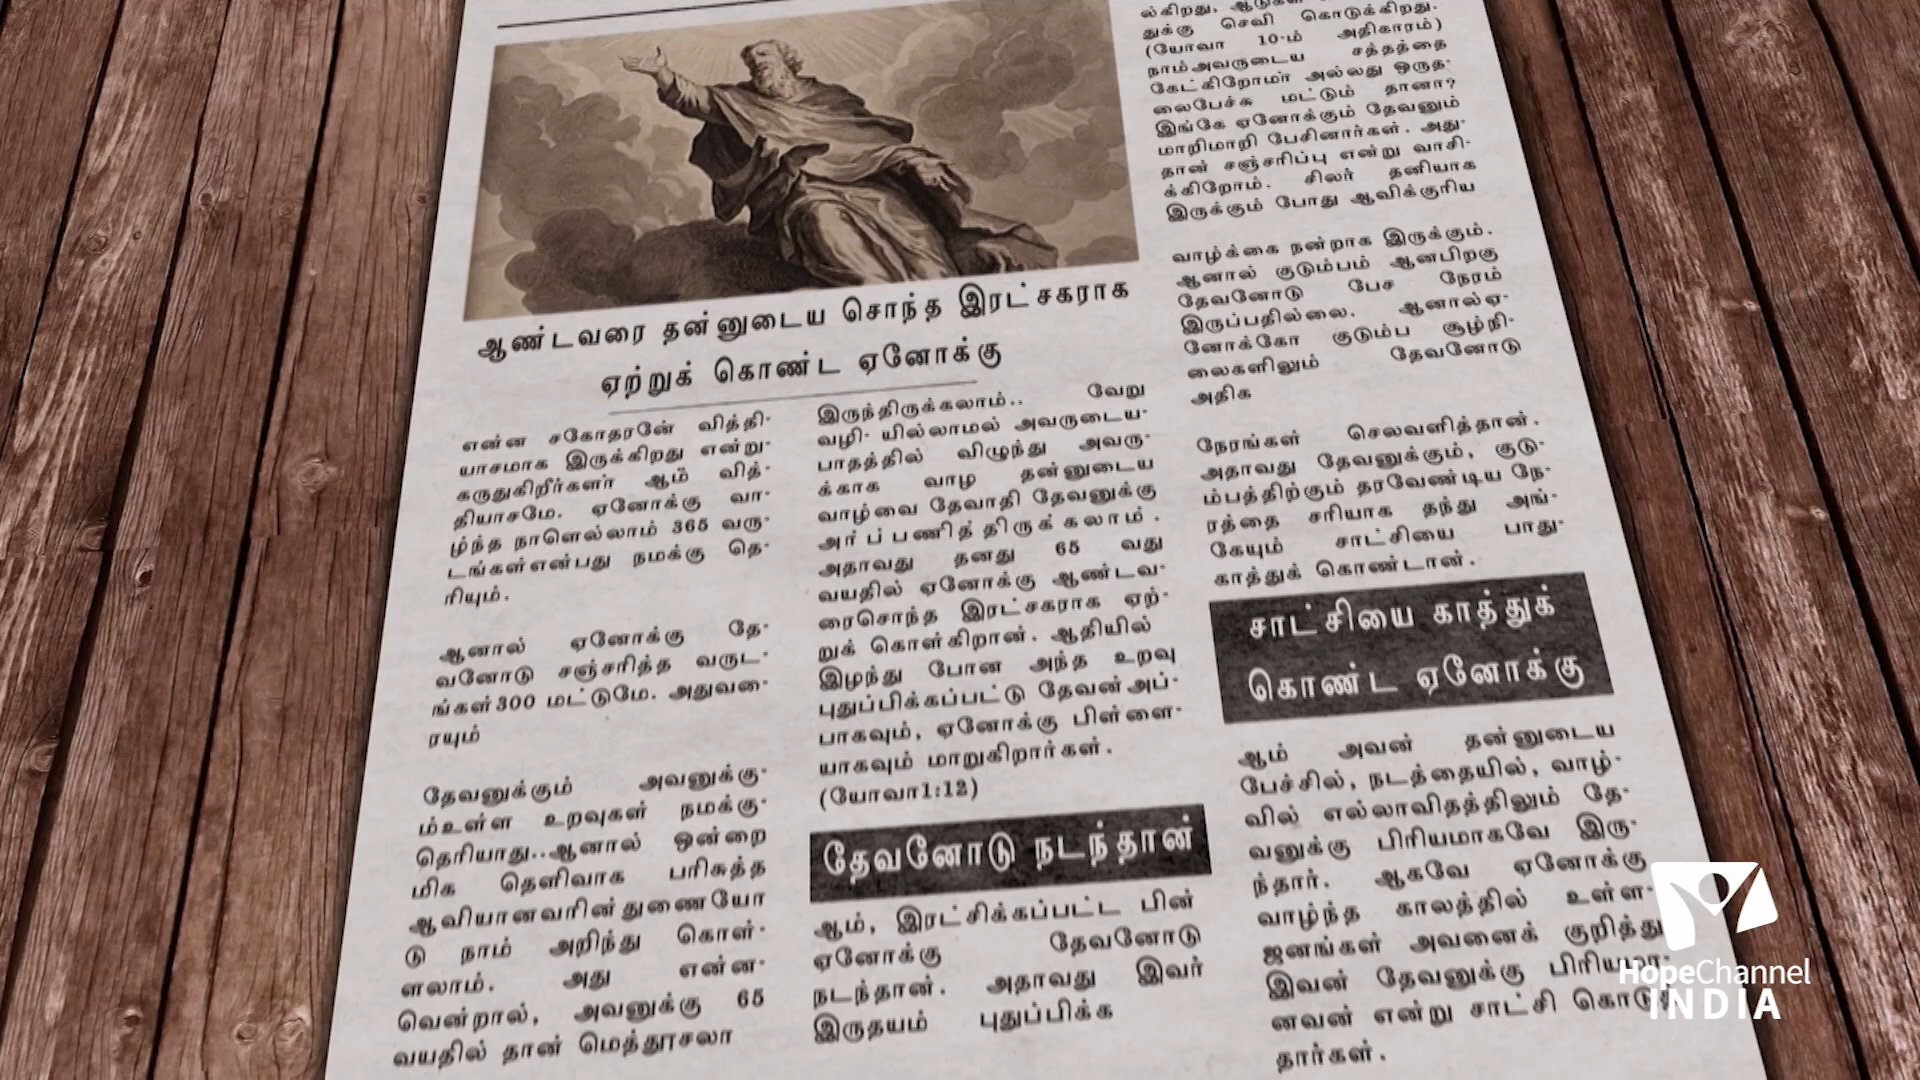 ஆண்டவரை தன்னுடைய சொந்த இரட்சகராக
ஏற்றுக் கொண்ட ஏனோக்கு
என்ன சகோதரனே வித்தி-
யாசமாக இருக்கிறது என்று-
கருதுகிறீர்களா ஆம் வித்-
தியாசமே. ஏனோக்கு வா-
ழ்ந்த நாளெல்லாம் 365 வரு-
டங்கள்என்பது நமக்கு தெ-
ரியும்.
ஆனால் ஏனோக்கு தே-
வனோடு சஞ்சரித்த வருட-
ங்கள்300 மட்டுமே. அதுவரை-
ரயும்
தேவனுக்கும் அவனுக்கு-
ம்உள்ள உறவுகள் நமக்கு-
தெரியாது..ஆனால் ஒன்றை
மிக தெளிவாக பரிசுத்த
ஆவியானவரின்துணையோ
டு நாம் அறிந்து கொள்-
ளலாம். அது என்ன-
வென்றால், அவனுக்கு 65
வயதில் தான் மெத்தூசலா
இருந்திருக்கலாம்.. வேறு
வழி- யில்லாமல் அவருடைய-
பாதத்தில் விழுந்து அவரு-
க்காக வாழ தன்னுடைய
வாழ்வை தேவாதி தேவனுக்கு
அர்ப்பணித்திருக்கலாம்.
அதாவது தனது 65 வது
வயதில் ஏனோக்கு ஆண்டவ-
ரைசொந்த இரட்சகராக ஏற்-
றுக் கொள்கிறான். ஆதியில்
இழந்து போன அந்த உறவு
புதுப்பிக்கப்பட்டு தேவன்அப்-
பாகவும், ஏனோக்கு பிள்ளை-
யாகவும் மாறுகிறார்கள்.
(யோவா1:12)
தேவனோடு நடந்தான்
ஆம், இரட்சிக்கப்பட்ட பின்
ஏனோக்கு தேவனோடு
நடந்தான். அதாவது இவர்
இருதயம் புதுப்பிக்க
ல்கிறது,
துக்கு செவி கொடுக்கிறது.
(யோவா 10-ம் அதிகாரம்)
நாம்அவருடைய சத்தத்தை
கேட்கிறோமா அல்லது ஒருத-
லைபேச்சு மட்டும் தானா?
இங்கே ஏனோக்கும் தேவனும்
மாறிமாறி பேசினார்கள். அது-
தான் சஞ்சரிப்பு என்று வாசி-
க்கிறோம். சிலர் தனியாக
இருக்கும் போது ஆவிக்குரிய
வாழ்க்கை நன்றாக இருக்கும்.
ஆனால் குடும்பம் ஆனபிறகு
தேவனோடு பேச நேரம்
இருப்பதில்லை. ஆனால்ஏ-
னோக்கோ குடும்ப சூழ்நி-
லைகளிலும் தேவனோடு
அதிக
நேரங்கள் செலவளித்தான்.
அதாவது தேவனுக்கும், குடு-
ம்பத்திற்கும் தரவேண்டிய நே-
ரத்தை சரியாக தந்து அங்-
கேயும் சாட்சியை பாது-
காத்துக் கொண்டான்.
சாட்சியை காத்துக்
கொண்ட ஏனோக்கு
ஆம் அவன் தன்னுடைய
பேச்சில், நடத்தையில், வாழ்-
வில் எல்லாவிதத்திலும் தே-
வனுக்கு பிரியமாகவே இரு-
ந்தார். ஆகவே ஏனோக்கு
வாழ்ந்த காலத்தில் உள்ள-
ஜனங்கள் அவனைக் குறித்து
இவன் தேவனுக்கு
னவன் என்று சாட்சி
தார்கள்.
HopeChannel
INDIA